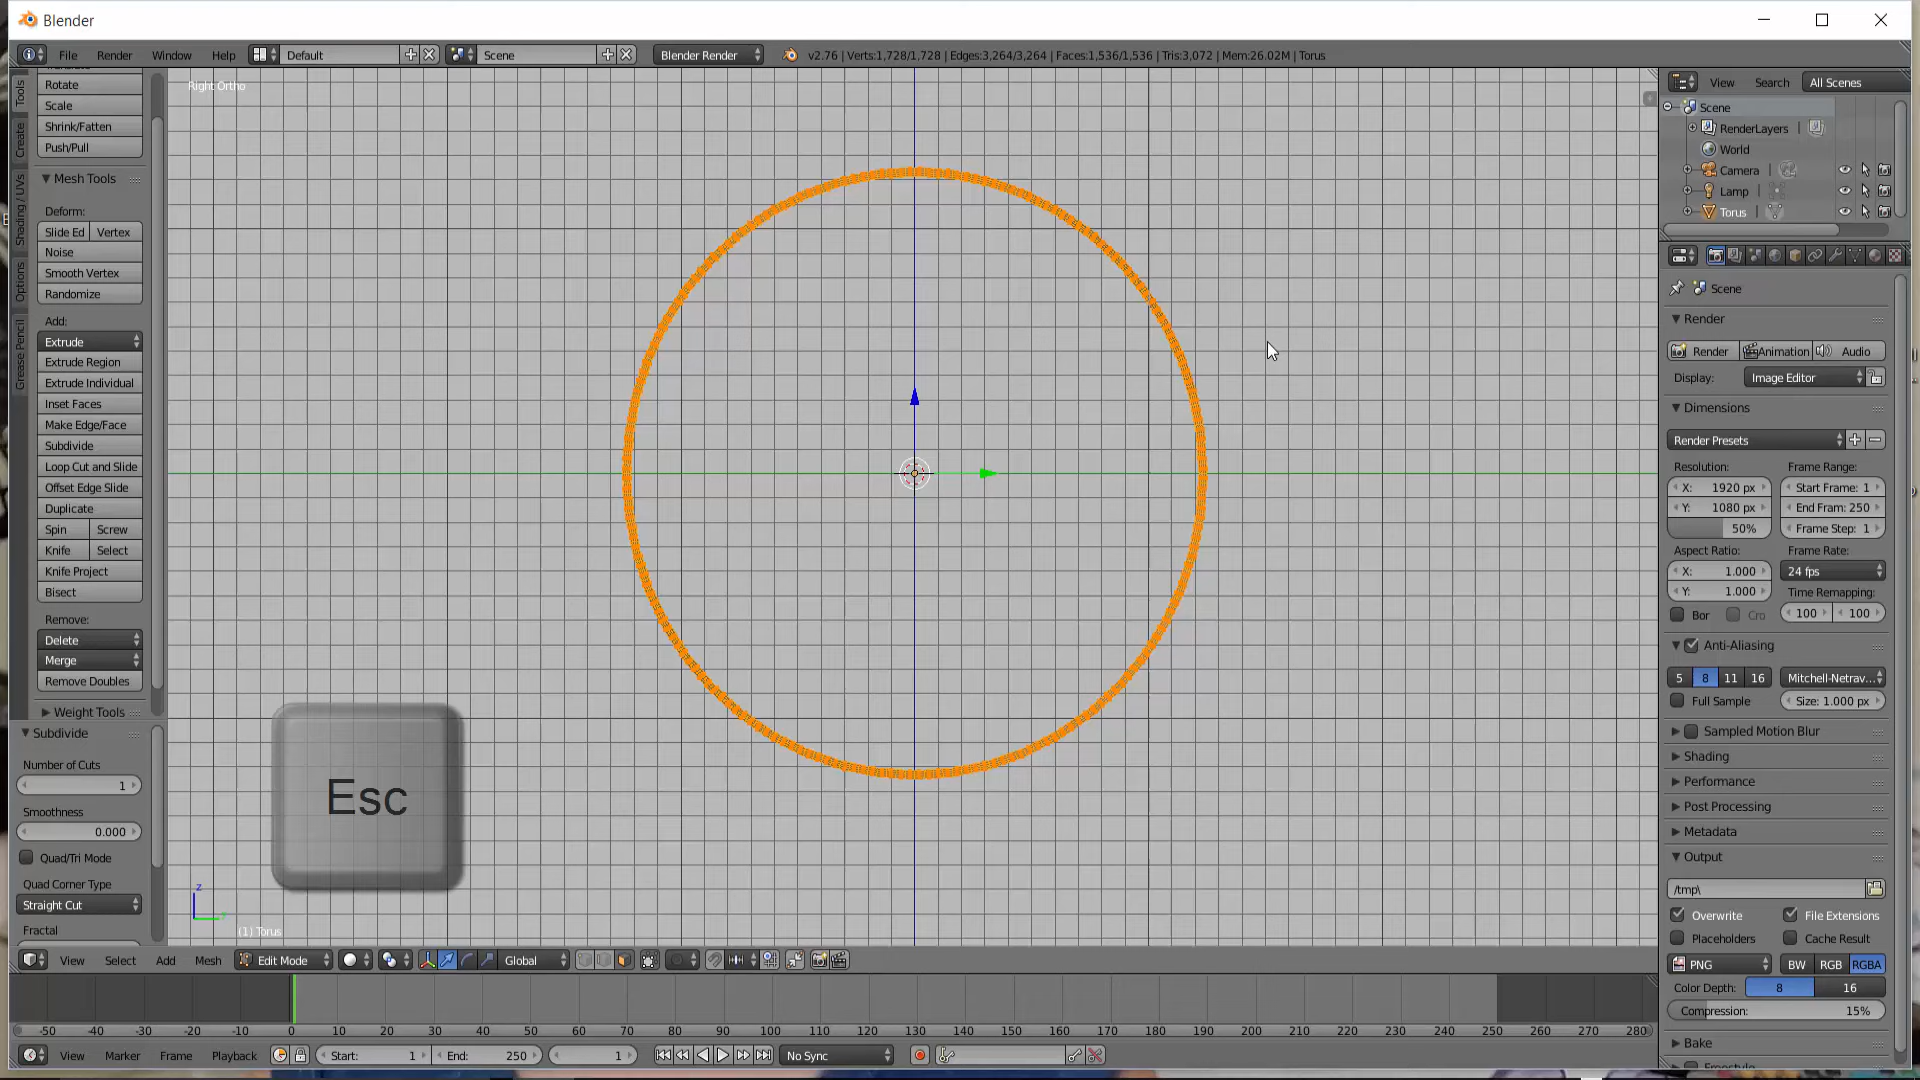 Blender
File Render Window Help Default Scene Blender Render v2.76 | Verts:1,728/1,728 | Edges:3,264/3,264 | Faces:1,536/1,536 | Tris:3,072 | Mem:26.02M | Torus
Tools
Create
Shading / UVs
Options
Grease Pencil
Rotate
Scale
Shrink/Fatten
Push/Pull
Mesh Tools
Deform:
Slide Ed Vertex
Noise
Smooth Vertex
Randomize
Add:
Extrude
Extrude Region
Extrude Individual
Inset Faces
Make Edge/Face
Subdivide
Loop Cut and Slide
Offset Edge Slide
Duplicate
Spin Screw
Knife Select
Knife Project
Bisect
Remove:
Delete
Merge
Remove Doubles
Weight Tools
Subdivide
Number of Cuts
1
Smoothness
0.000
Quad/Tri Mode
Quad Corner Type
Straight Cut
Fractal
Right Ortho
Esc
z
(1) Torus
View Select Add Mesh Edit Mode Global
-50 -40 -30 -20 -10 0 10 20 30 40 50 60 70 80 90 100 110 120 130 140 150 160 170 180 190 200 210 220 230 240 250 260 270 280
View Marker Frame Playback Start: 1 End: 250 1 No Sync
View Search All Scenes
Scene
RenderLayers |
World
Camera |
Lamp |
Torus |
Scene
Render
Render Animation Audio
Display: Image Editor
Dimensions
Render Presets
Resolution: Frame Range:
X: 1920 px Start Frame: 1
Y: 1080 px End Fram: 250
50% Frame Step: 1
Aspect Ratio: Frame Rate:
X: 1.000 24 fps
Y: 1.000 Time Remapping:
Bor Cro 100 100
Anti-Aliasing
5 8 11 16 Mitchell-Netrav...
Full Sample Size: 1.000 px
Sampled Motion Blur
Shading
Performance
Post Processing
Metadata
Output
/tmp\
Overwrite File Extensions
Placeholders Cache Result
PNG BW RGB RGBA
Color Depth: 8 16
Compression: 15%
Bake